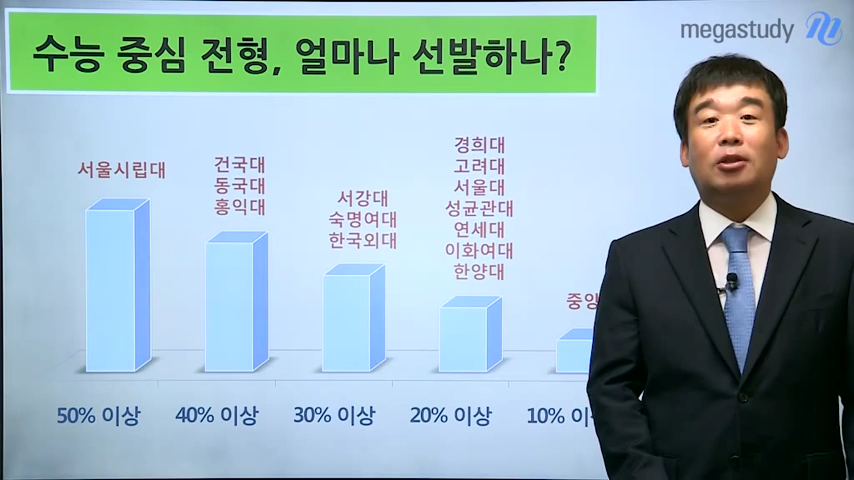 megastudy
수능 중심 전형, 얼마나 선발하나?
서울시립대
건국대
동국대
홍익대
서강대
숙명여대
한국외대
경희대
고려대
서울대
성균관대
연세대
이화여대
한양대
50% 이상
40% 이상
30% 이상
20% 이상
10%